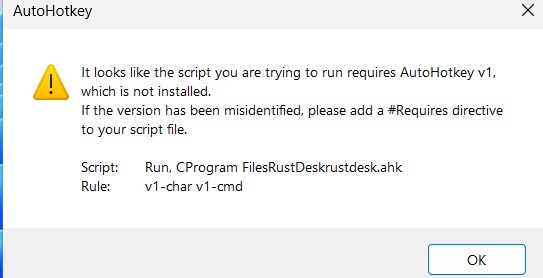 AutoHotkey
It looks like the script you are trying to run requires AutoHotkey v1,
which is not installed.
If the version has been misidentified, please add a #Requires directive
to your script file.
Script: Run, CProgram FilesRustDeskrustdesk.ahk
Rule: v1-char v1-cmd
OK